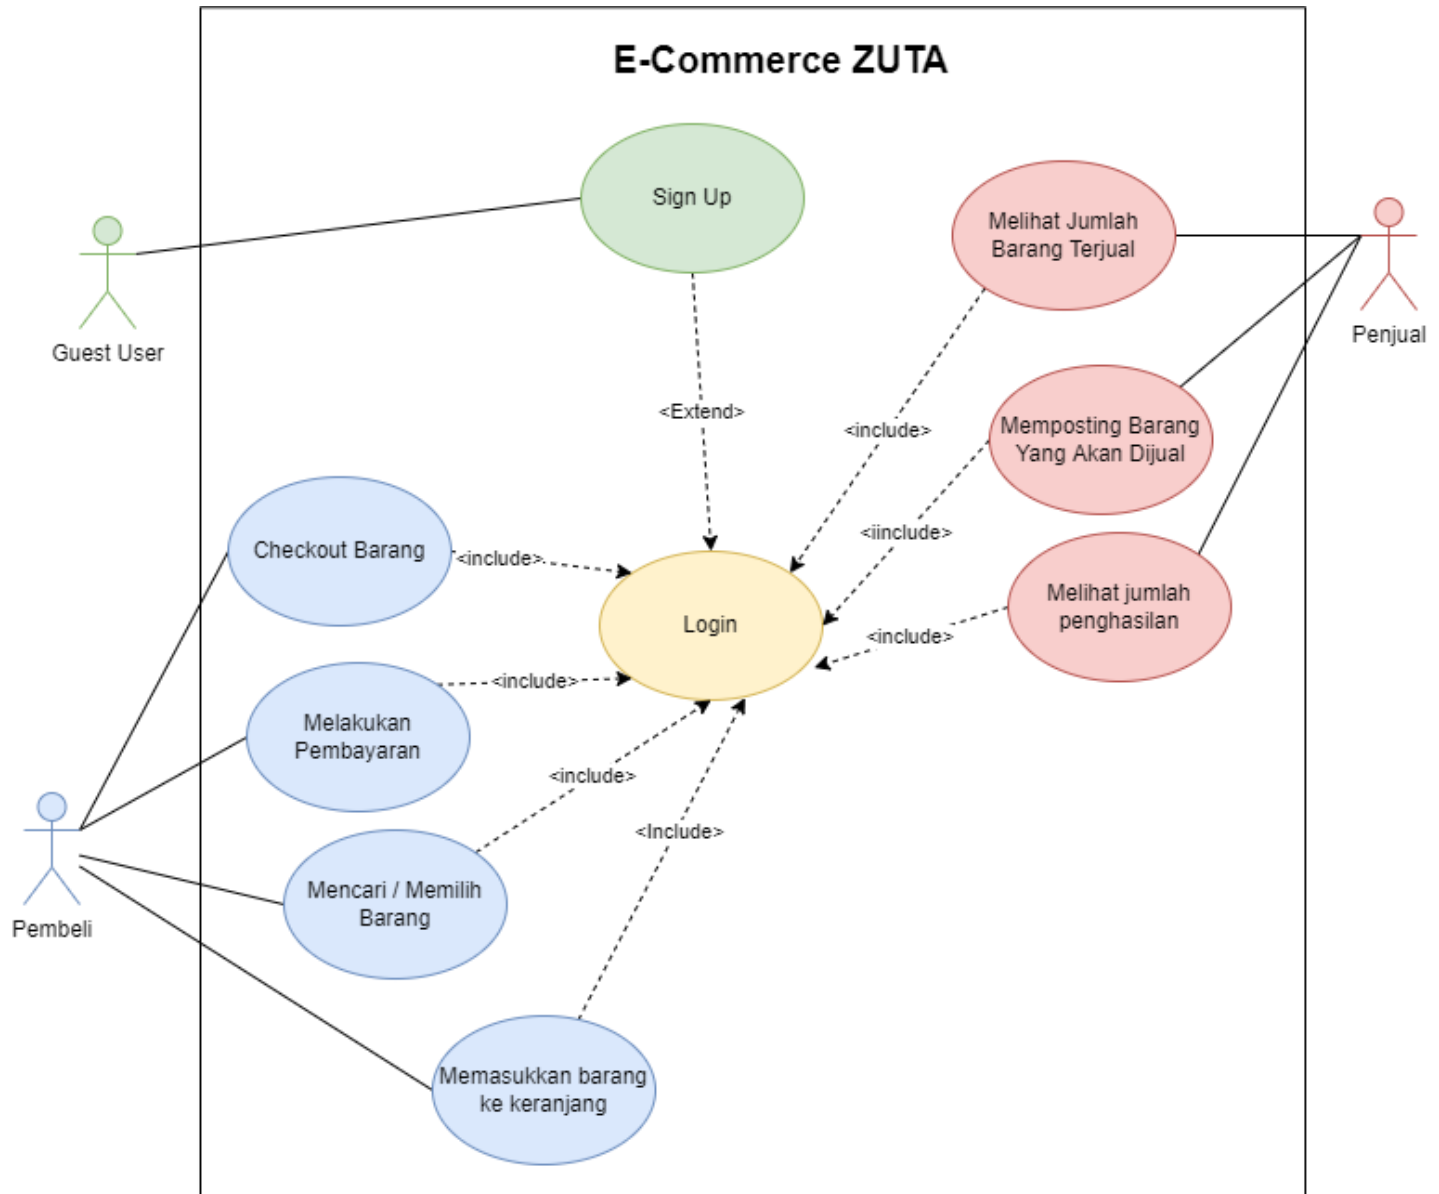 E-Commerce ZUTA
Sign Up
Melihat Jumlah
Barang Terjual
Guest User
Penjual
<Extend>
<include>
Memposting Barang
Yang Akan Dijual
Checkout Barang
<include>
<iinclude>
Login
Melihat jumlah
penghasilan
<include>
<include>
Melakukan
Pembayaran
<include>
<Include>
Mencari / Memilih
Barang
Pembeli
Memasukkan barang
ke keranjang